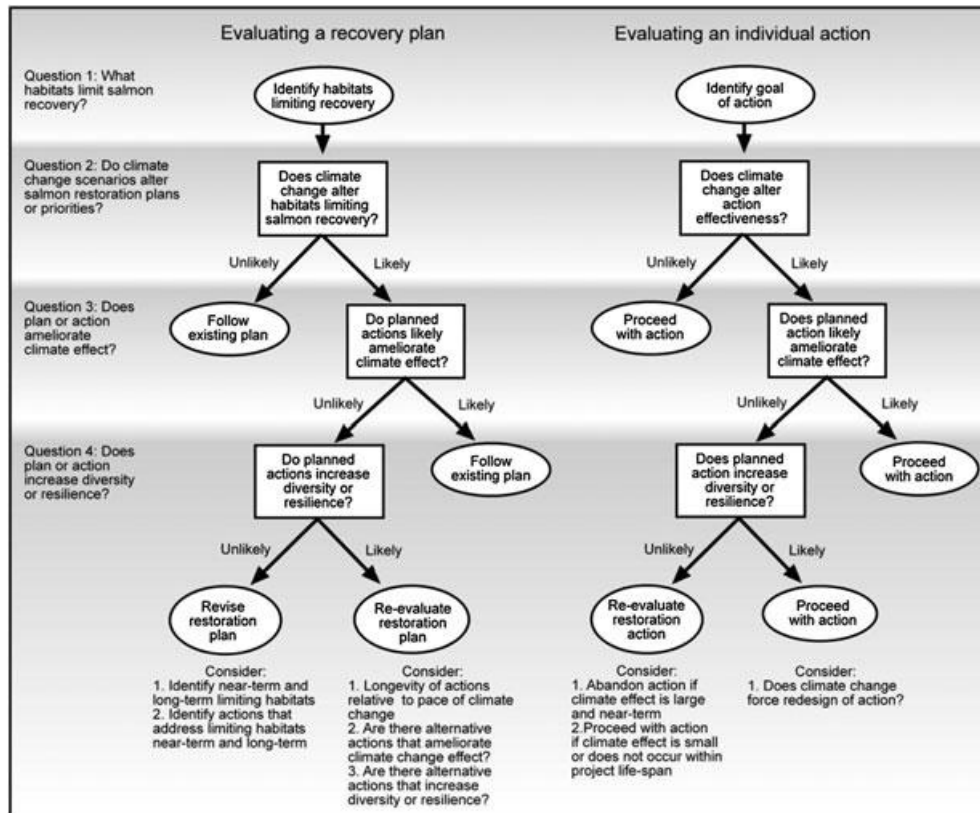 Evaluating a recovery plan
Evaluating an individual action
Question 1: What
habitats limit salmon
recovery?
Identify habitats
limiting recovery
Identify goal
of action
Question 2: Do climate
change scenarios alter
salmon restoration plans
or priorities?
Does climate
change alter
habitats limiting
salmon recovery?
Does climate
change alter
action
effectiveness?
Unlikely
Likely
Unlikely
Likely
Question 3: Does
plan or action
ameliorate
climate effect?
Follow
existing plan
Do planned
actions likely
ameliorate
climate effect?
Proceed
with action
Does planned
action likely
ameliorate
climate effect?
Unlikely
Likely
Unlikely
Likely
Question 4: Does
plan or action
increase diversity
or resilience?
Do planned
actions increase
diversity or
resilience?
Follow
existing plan
Does planned
action increase
diversity or
resilience?
Proceed
with action
Unlikely
Likely
Unlikely
Likely
Revise
restoration
plan
Re-evaluate
restoration
plan
Re-evaluate
restoration
action
Proceed
with action
Consider:
1. Identify near-term and
long-term limiting habitats
2. Identify actions that
address limiting habitats
near-term and long-term
Consider:
1. Longevity of actions
relative to pace of climate
change
2. Are there alternative
actions that ameliorate
climate change effect?
3. Are there alternative
actions that increase
diversity or resilience?
Consider:
1. Abandon action if
climate effect is large
and near-term
2.Proceed with action
if climate effect is small
or does not occur within
project life-span
Consider:
1. Does climate change
force redesign of action?